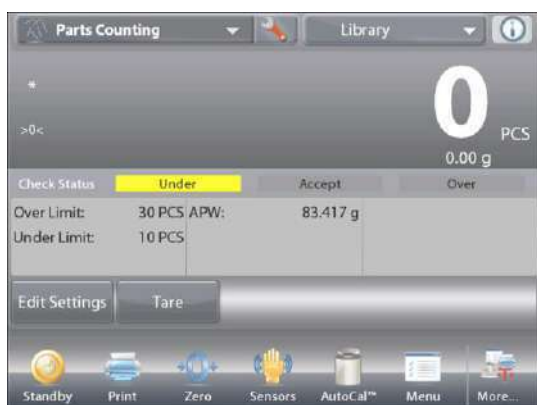 Parts Counting
Library
*
>0<
0
PCS
0.00 g
Check Status Under Accept Over
Over Limit: 30 PCS APW: 83.417 g
Under Limit: 10 PCS
Edit Settings Tare
Standby Print Zero Sensors AutoCal™ Menu More...